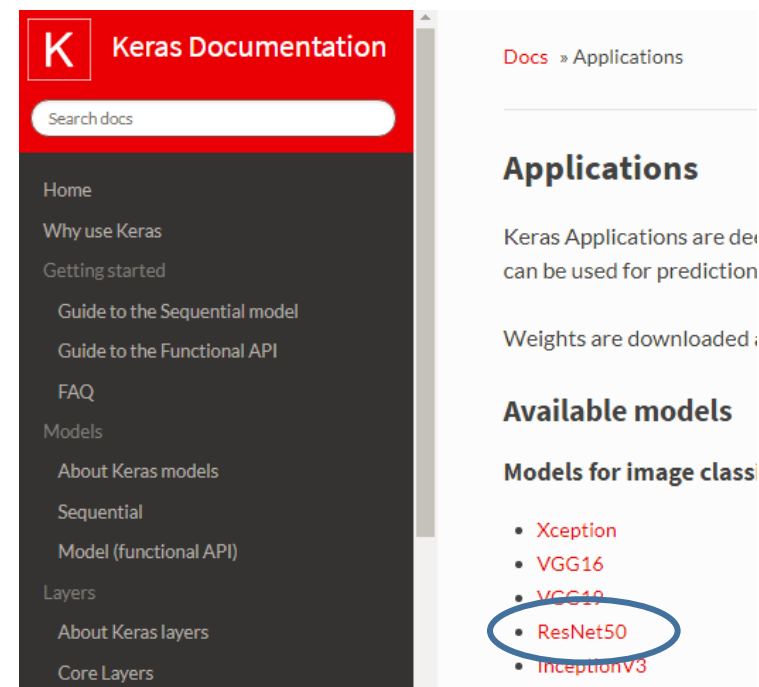 K Keras Documentation
Search docs
Home
Why use Keras
Getting started
Guide to the Sequential model
Guide to the Functional API
FAQ
Models
About Keras models
Sequential
Model (functional API)
Layers
About Keras layers
Core Layers
Docs » Applications
Applications
Keras Applications are
can be used for prediction
Weights are downloaded
Available models
Models for image
• Xception
• VGG16
• VGG19
• ResNet50
• InceptionV3